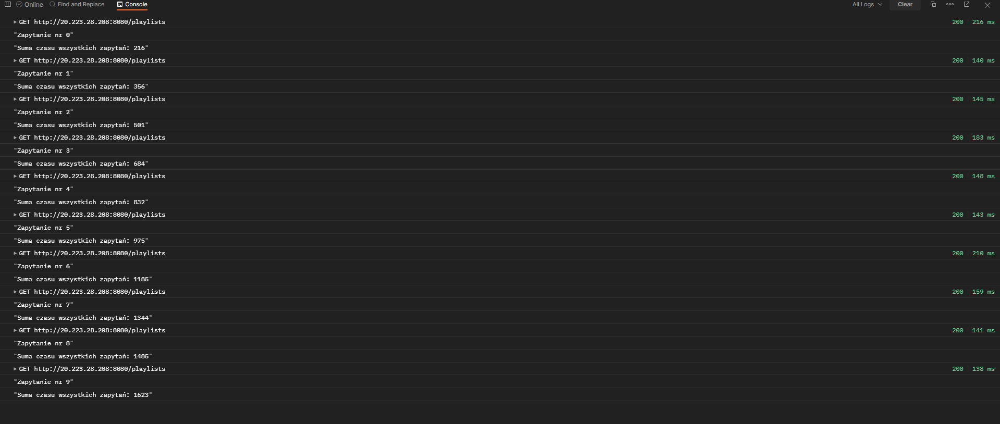 Online Find and Replace Console All Logs Clear
GET http://20.223.28.208:8080/playlists 200 216 ms
"Zapytanie nr 0"
"Suma czasu wszystkich zapytań: 216"
GET http://20.223.28.208:8080/playlists 200 140 ms
"Zapytanie nr 1"
"Suma czasu wszystkich zapytań: 356"
GET http://20.223.28.208:8080/playlists 200 145 ms
"Zapytanie nr 2"
"Suma czasu wszystkich zapytań: 501"
GET http://20.223.28.208:8080/playlists 200 183 ms
"Zapytanie nr 3"
"Suma czasu wszystkich zapytań: 684"
GET http://20.223.28.208:8080/playlists 200 148 ms
"Zapytanie nr 4"
"Suma czasu wszystkich zapytań: 832"
GET http://20.223.28.208:8080/playlists 200 143 ms
"Zapytanie nr 5"
"Suma czasu wszystkich zapytań: 975"
GET http://20.223.28.208:8080/playlists 200 210 ms
"Zapytanie nr 6"
"Suma czasu wszystkich zapytań: 1185"
GET http://20.223.28.208:8080/playlists 200 159 ms
"Zapytanie nr 7"
"Suma czasu wszystkich zapytań: 1344"
GET http://20.223.28.208:8080/playlists 200 141 ms
"Zapytanie nr 8"
"Suma czasu wszystkich zapytań: 1485"
GET http://20.223.28.208:8080/playlists 200 138 ms
"Zapytanie nr 9"
"Suma czasu wszystkich zapytań: 1623"